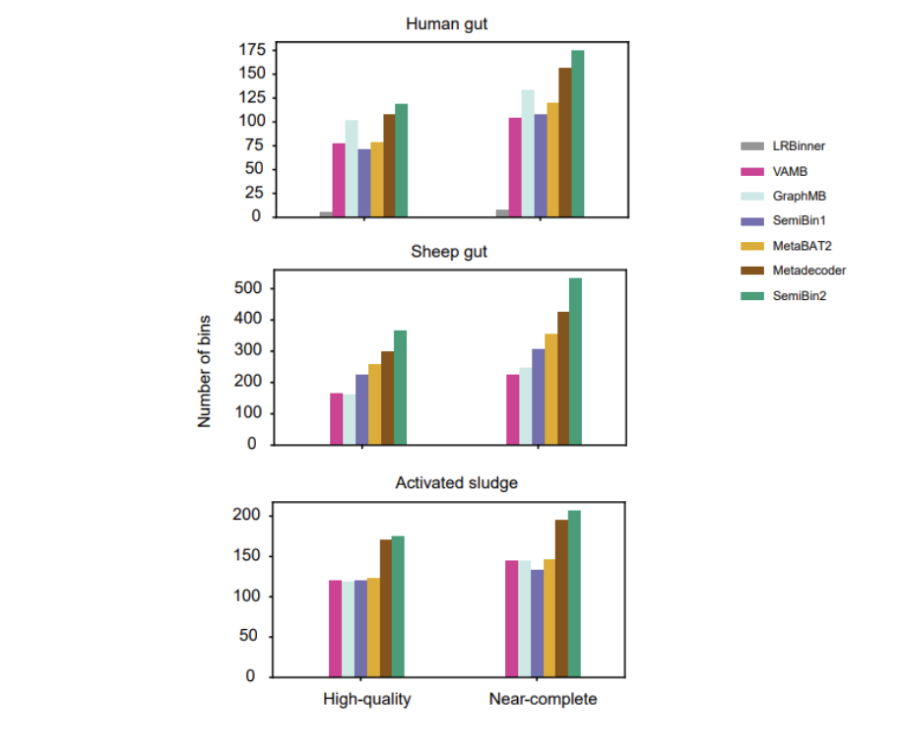 Human gut
175
150
125
100
75
50
25
0
LRBinner
VAMB
GraphMB
SemiBin1
MetaBAT2
Metadecoder
SemiBin2
Sheep gut
Number of bins
500
400
300
200
100
0
Activated sludge
200
150
100
50
0
High-quality Near-complete